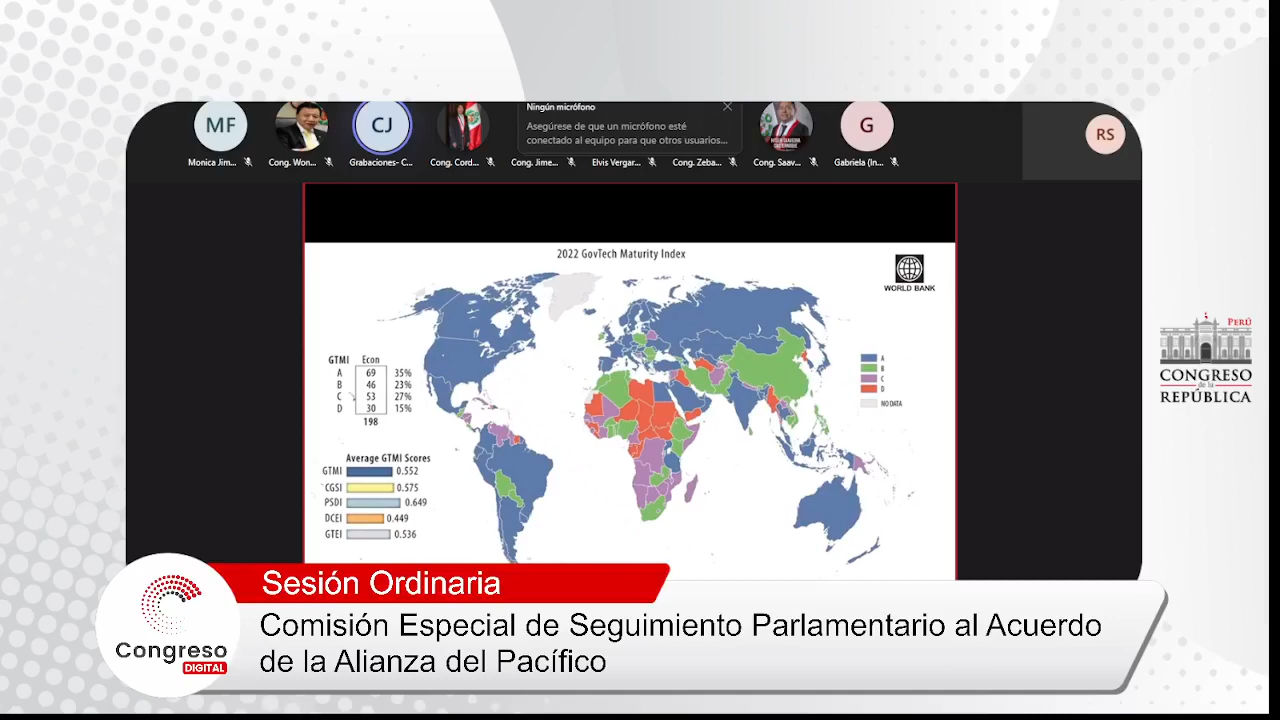 MF
CJ
Ningún micrófono
Asegúrese de que un micrófono esté
conectado al equipo para que otros usuarios...
G
RS
Monica Jim...
Cong. Won...
Grabaciones- C...
Cong. Cord...
Cong. Jime...
Elvis Vergar...
Cong. Zeba...
Cong. Saav...
Gabriela (In...
2022 GovTech Maturity Index
WORLD BANK
GTMI Econ
A 69 35%
B 46 23%
C 53 27%
D 30 15%
198
A
B
C
D
NO DATA
Average GTMI Scores
GTMI 0.552
CGSI 0.575
PSDI 0.649
DCEI 0.449
GTEI 0.536
PERÚ
CONGRESO
de la
REPÚBLICA
Sesión Ordinaria
Comisión Especial de Seguimiento Parlamentario al Acuerdo
de la Alianza del Pacífico
Congreso
DIGITAL